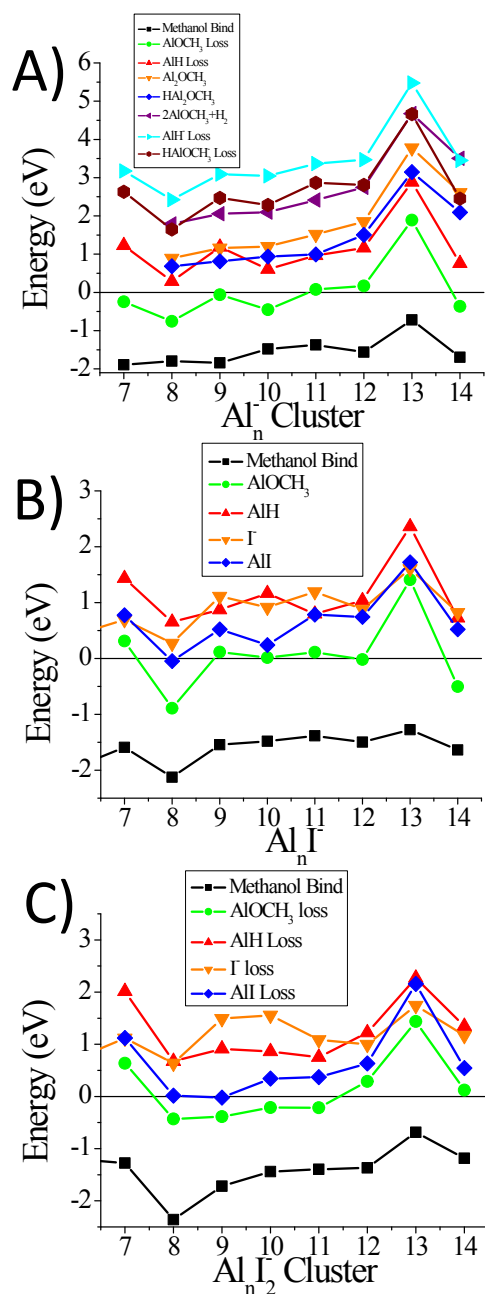 A)
Methanol Bind
AlOCH₃ Loss
AlH Loss
Al₂OCH₃
HAl₂OCH₃
2AlOCH₃+H₂
AlH⁻ Loss
HAlOCH₃⁻ Loss
Energy (eV)
6
5
4
3
2
1
0
-1
-2
7 8 9 10 11 12 13 14
Alₙ⁻ Cluster
B)
Methanol Bind
AlOCH₃
AlH
I⁻
AlI
Energy (eV)
3
2
1
0
-1
-2
7 8 9 10 11 12 13 14
AlₙI⁻
C)
Methanol Bind
AlOCH₃ loss
AlH Loss
I⁻ loss
AlI Loss
Energy (eV)
3
2
1
0
-1
-2
7 8 9 10 11 12 13 14
AlₙI₂⁻ Cluster